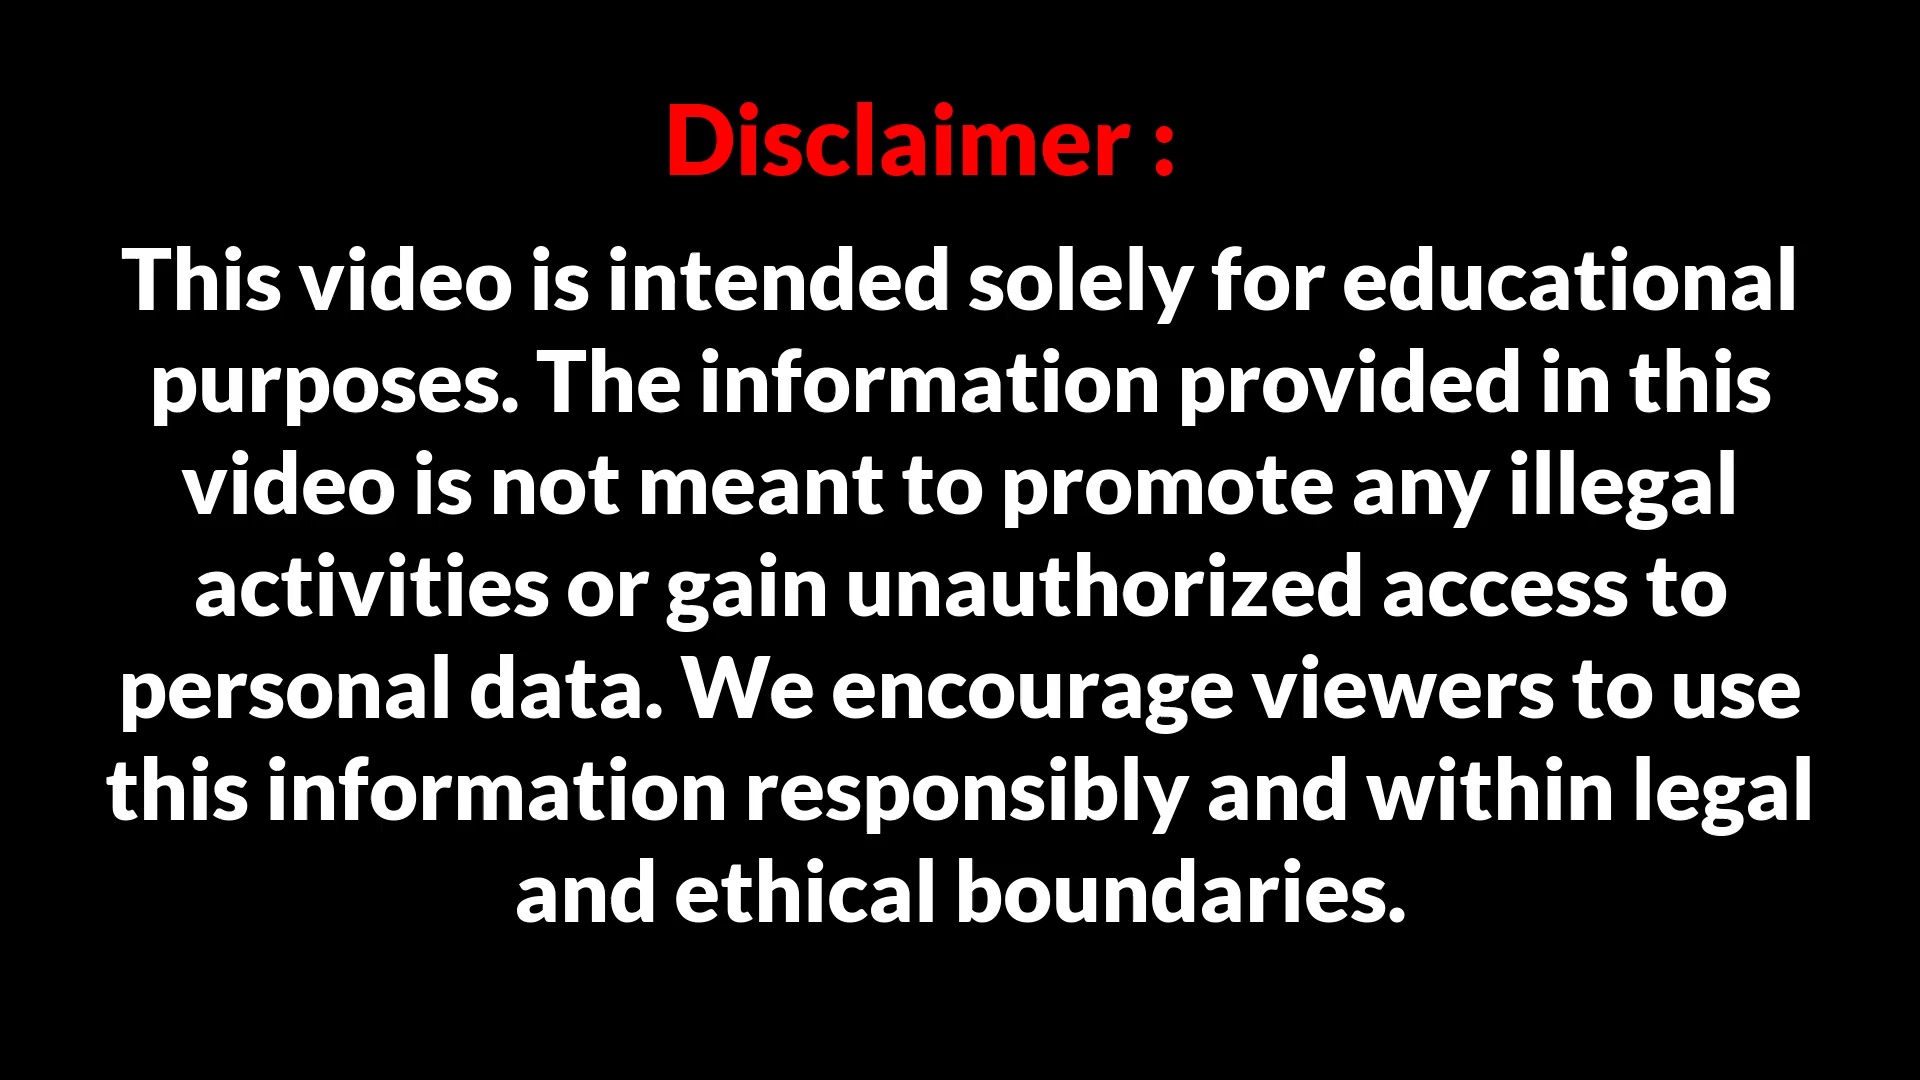 Disclaimer :
This video is intended solely for educational
purposes. The information provided in this
video is not meant to promote any illegal
activities or gain unauthorized access to
personal data. We encourage viewers to use
this information responsibly and within legal
and ethical boundaries.